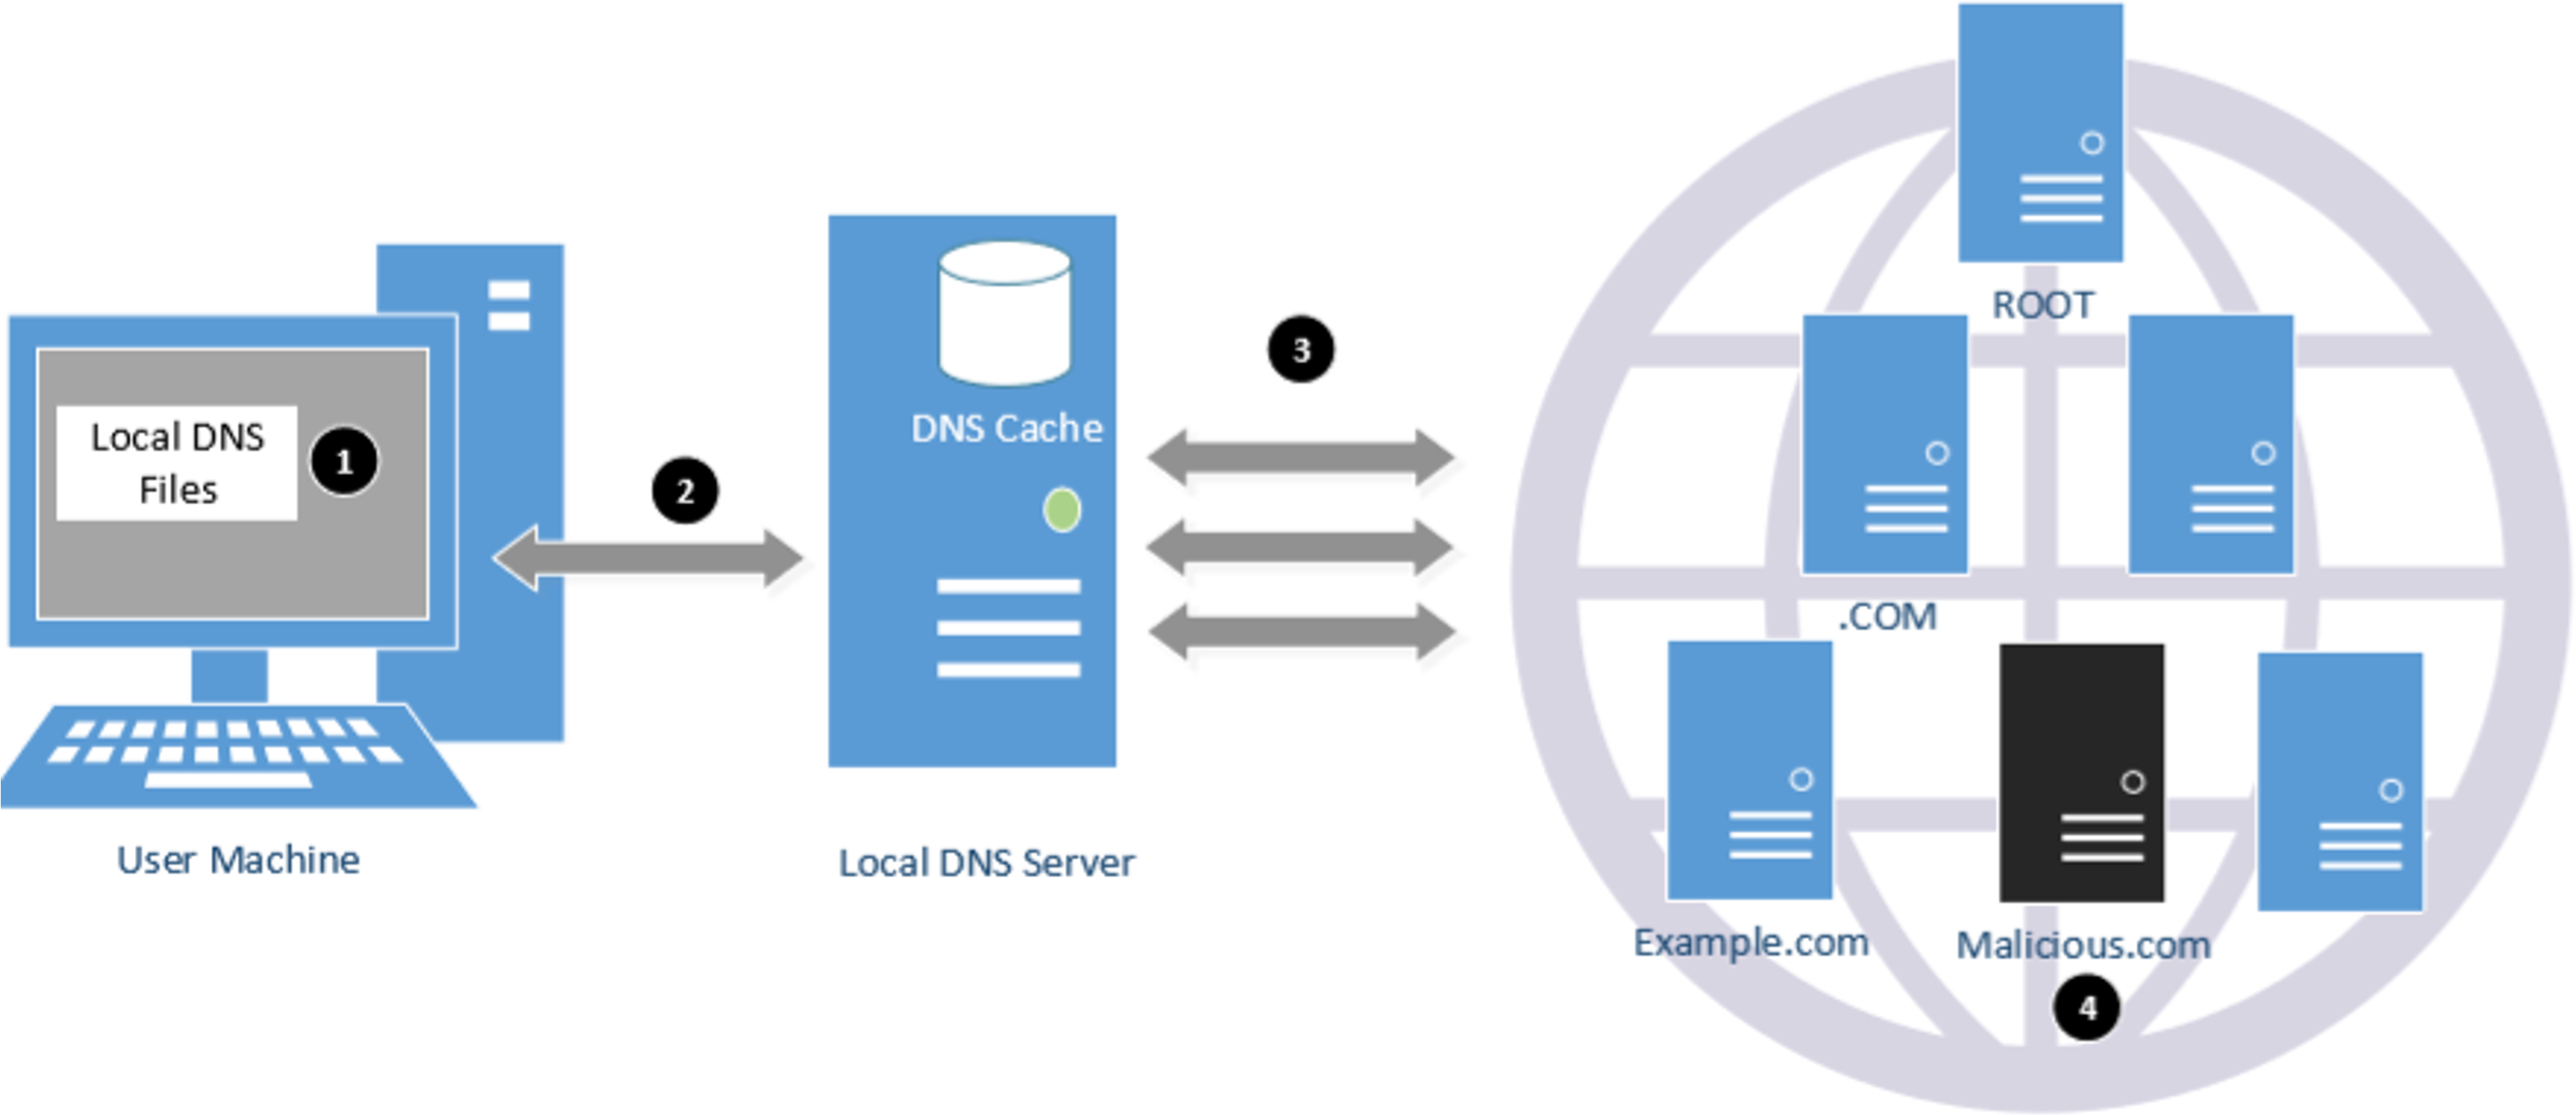 Local DNS
Files
1
User Machine
2
DNS Cache
Local DNS Server
3
ROOT
.COM
Example.com
Malicious.com
4